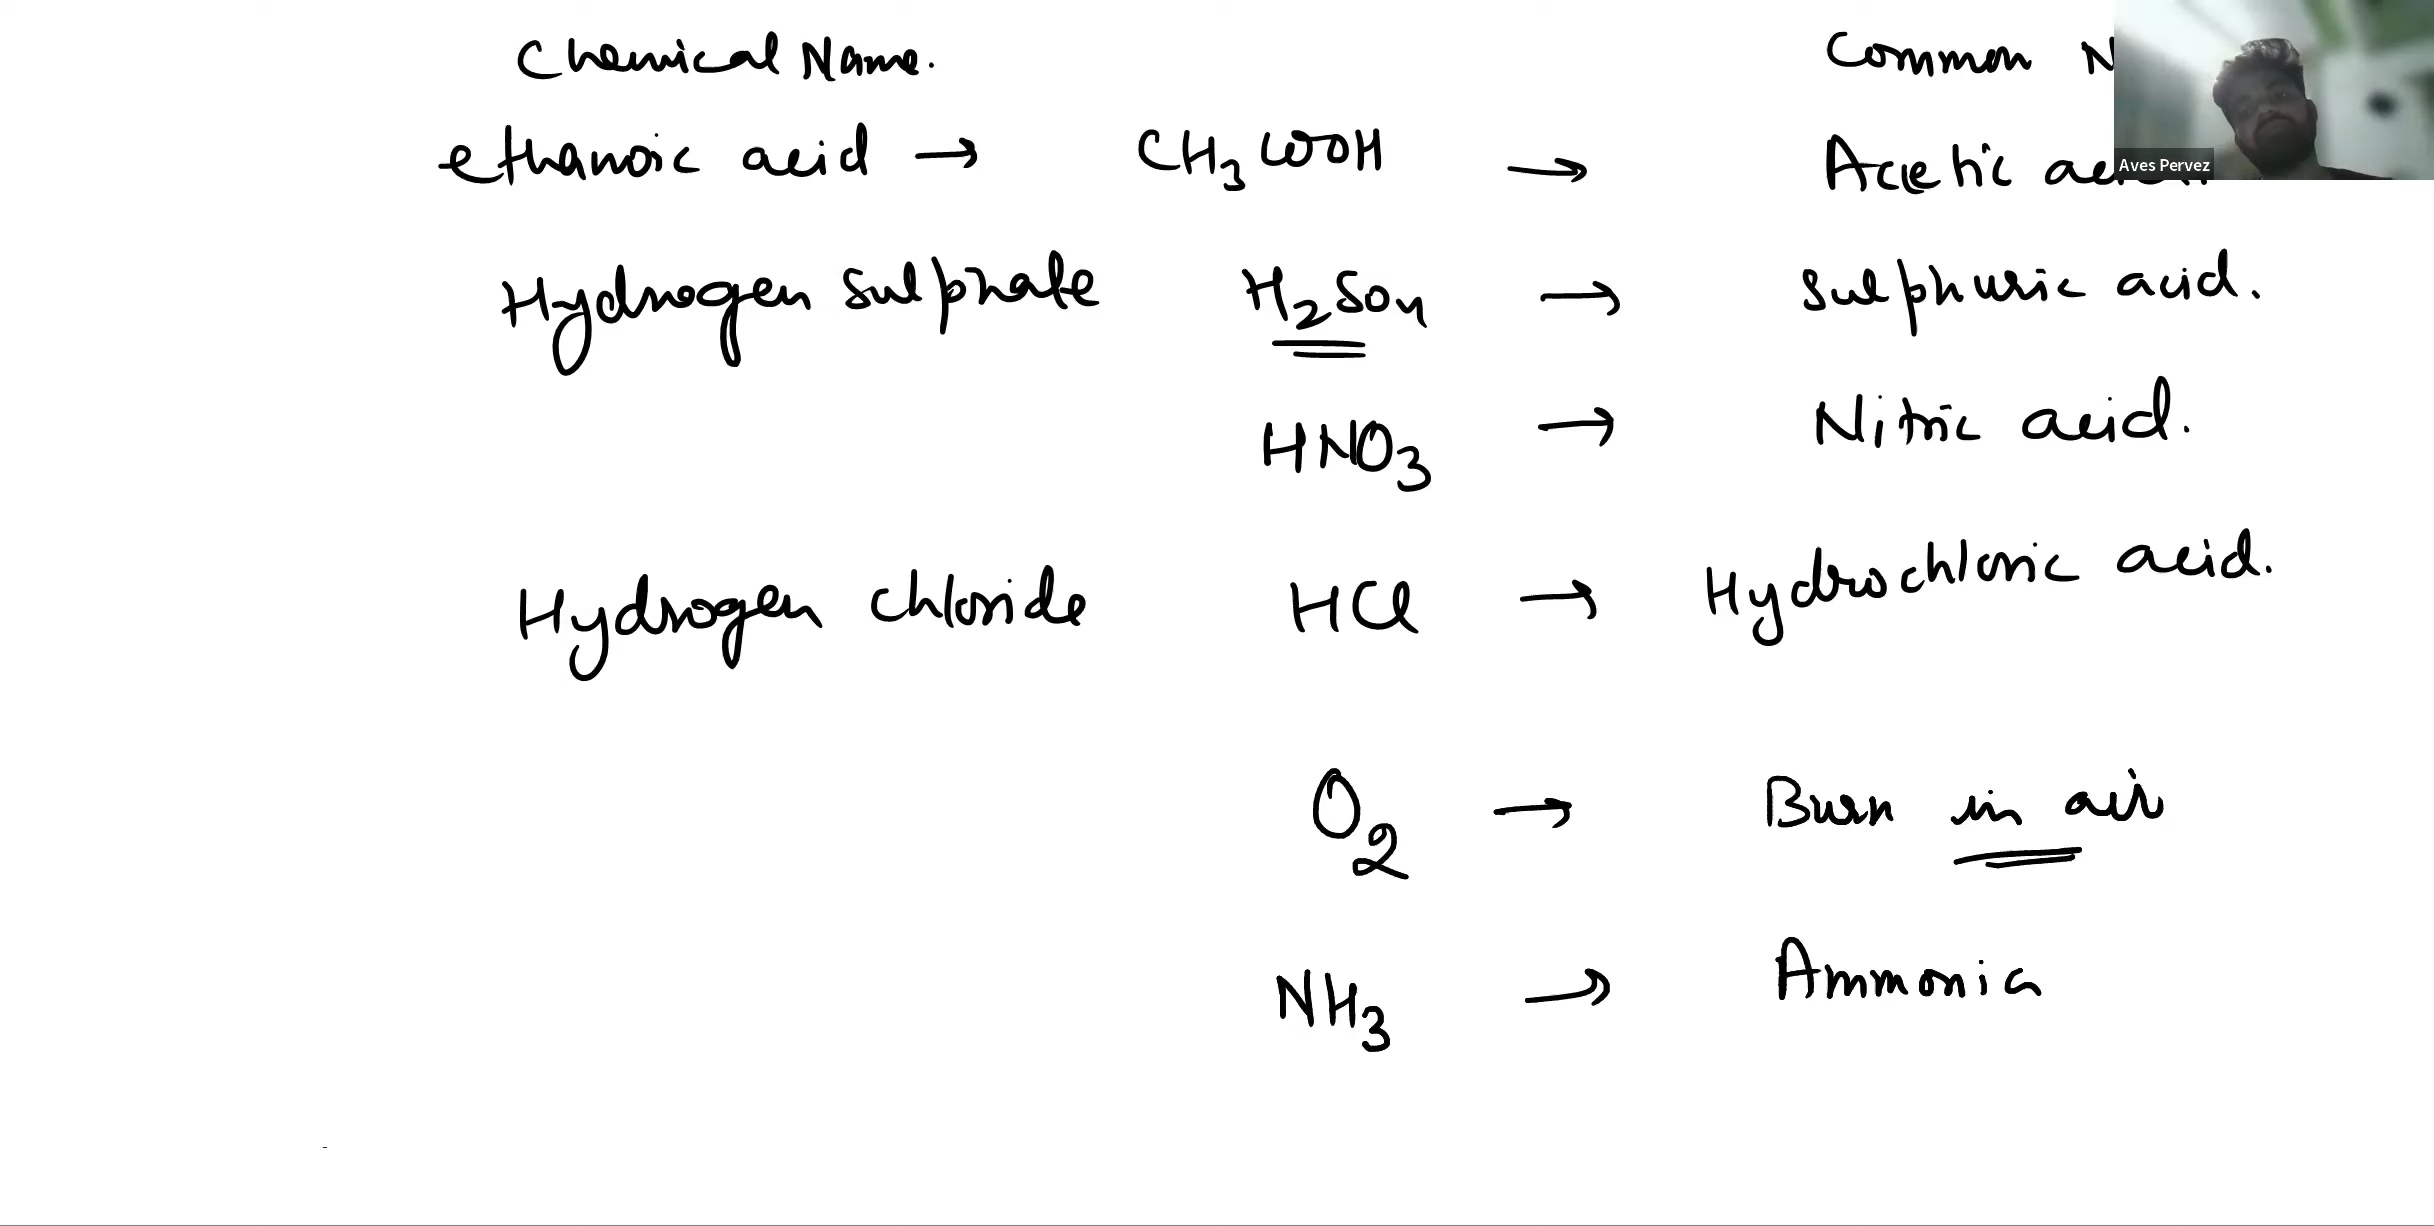 Chemical Name. Common N
ethanoic acid → CH3COOH → Acetic
Aves Pervez
Hydrogen sulphate H2SO4 → Sulphuric acid.
HNO3 → Nitric acid.
Hydrogen chloride HCl → Hydrochloric acid.
O2 → Burn in air
NH3 → Ammonia